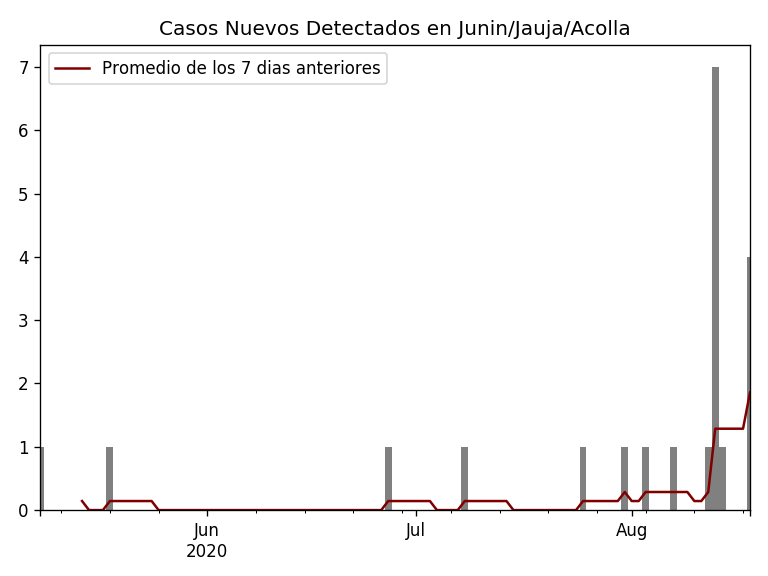 Casos Nuevos Detectados en Junin/Jauja/Acolla
Promedio de los 7 dias anteriores
7
6
5
4
3
2
1
0
Jun
2020
Jul
Aug